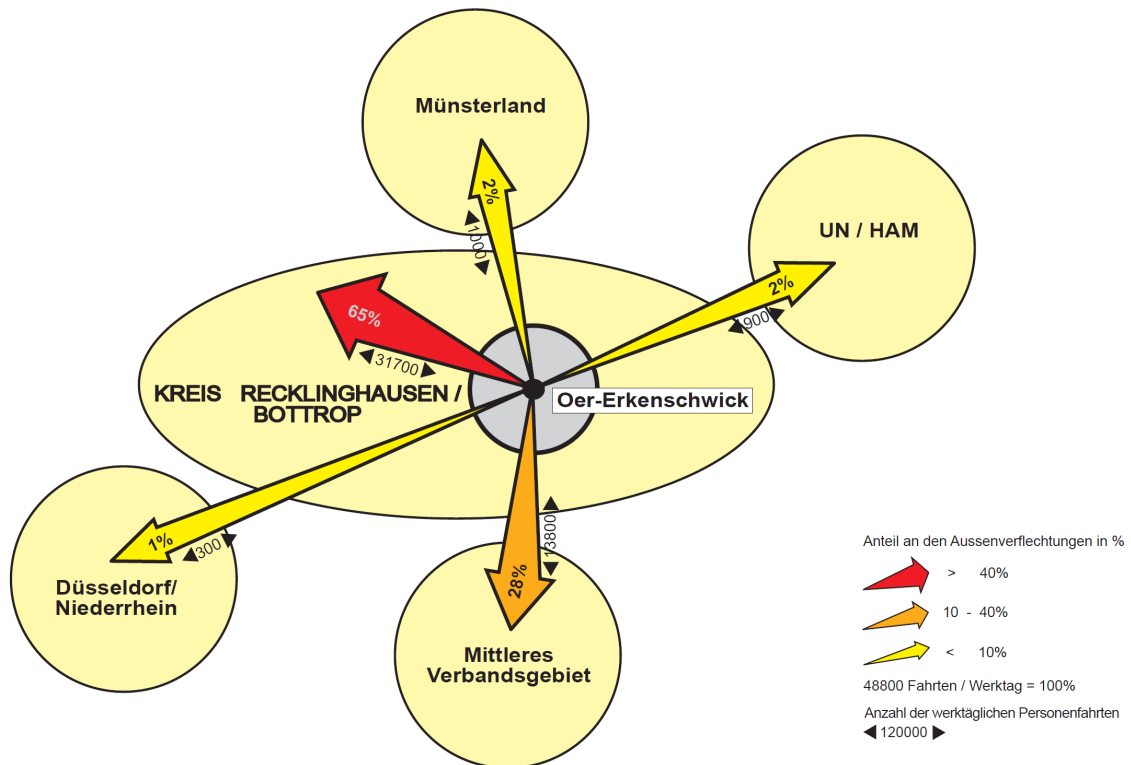 Münsterland
2%
◀1000▶
UN / HAM
2%
◀900▶
65%
◀31700▶
KREIS RECKLINGHAUSEN /
BOTTROP
Oer-Erkenschwick
1%
◀300▶
Düsseldorf/
Niederrhein
◀13800▶
28%
Mittleres
Verbandsgebiet
Anteil an den Aussenverflechtungen in %
> 40%
10 - 40%
< 10%
48800 Fahrten / Werktag = 100%
Anzahl der werktäglichen Personenfahrten
◀120000▶